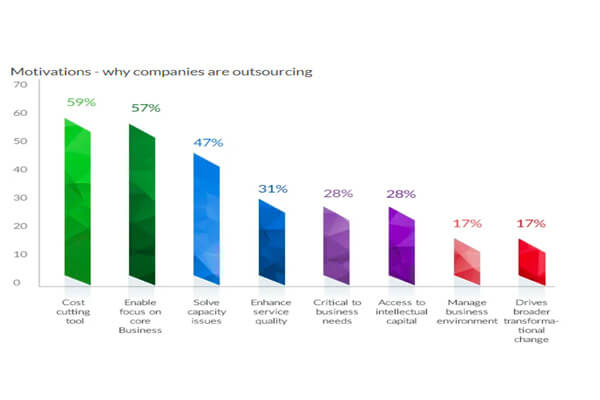 Motivations - why companies are outsourcing
70
60
50
40
30
20
10
0
59%
57%
47%
31%
28%
28%
17%
17%
Cost
cutting
tool
Enable
focus on
core
Business
Solve
capacity
issues
Enhance
service
quality
Critical to
business
needs
Access to
intellectual
capital
Manage
business
environment
Drives
broader
transforma-
tional
change